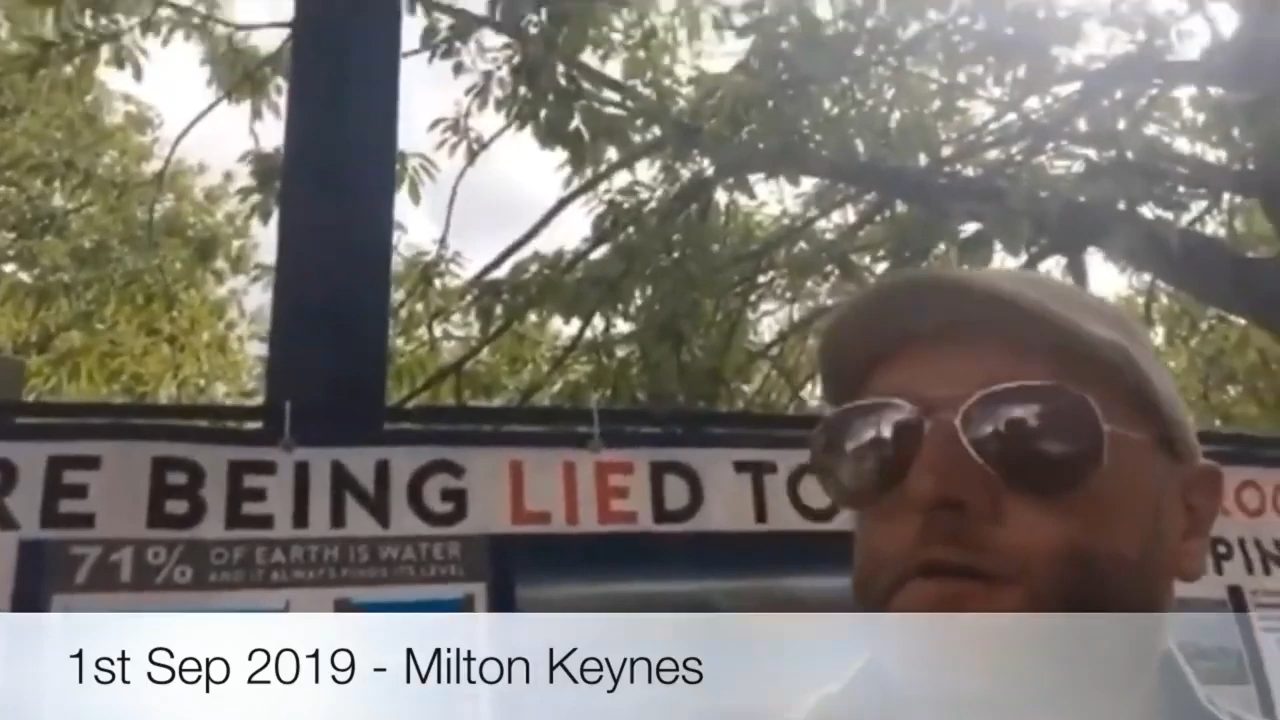 RE BEING LIED TO
71% OF EARTH IS WATER
AND IT ALWAYS FINDS ITS LEVEL
PIN
1st Sep 2019 - Milton Keynes